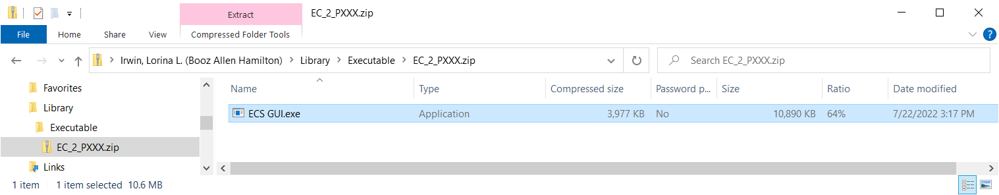 Extract
EC_2_PXXX.zip
File Home Share View Compressed Folder Tools
Irwin, Lorina L. (Booz Allen Hamilton) Library Executable EC_2_PXXX.zip Search EC_2_PXXX.zip
Favorites
Library
Executable
EC_2_PXXX.zip
Links
Name Type Compressed size Password p... Size Ratio Date modified
ECS GUI.exe Application 3,977 KB No 10,890 KB 64% 7/22/2022 3:17 PM
1 item 1 item selected 10.6 MB